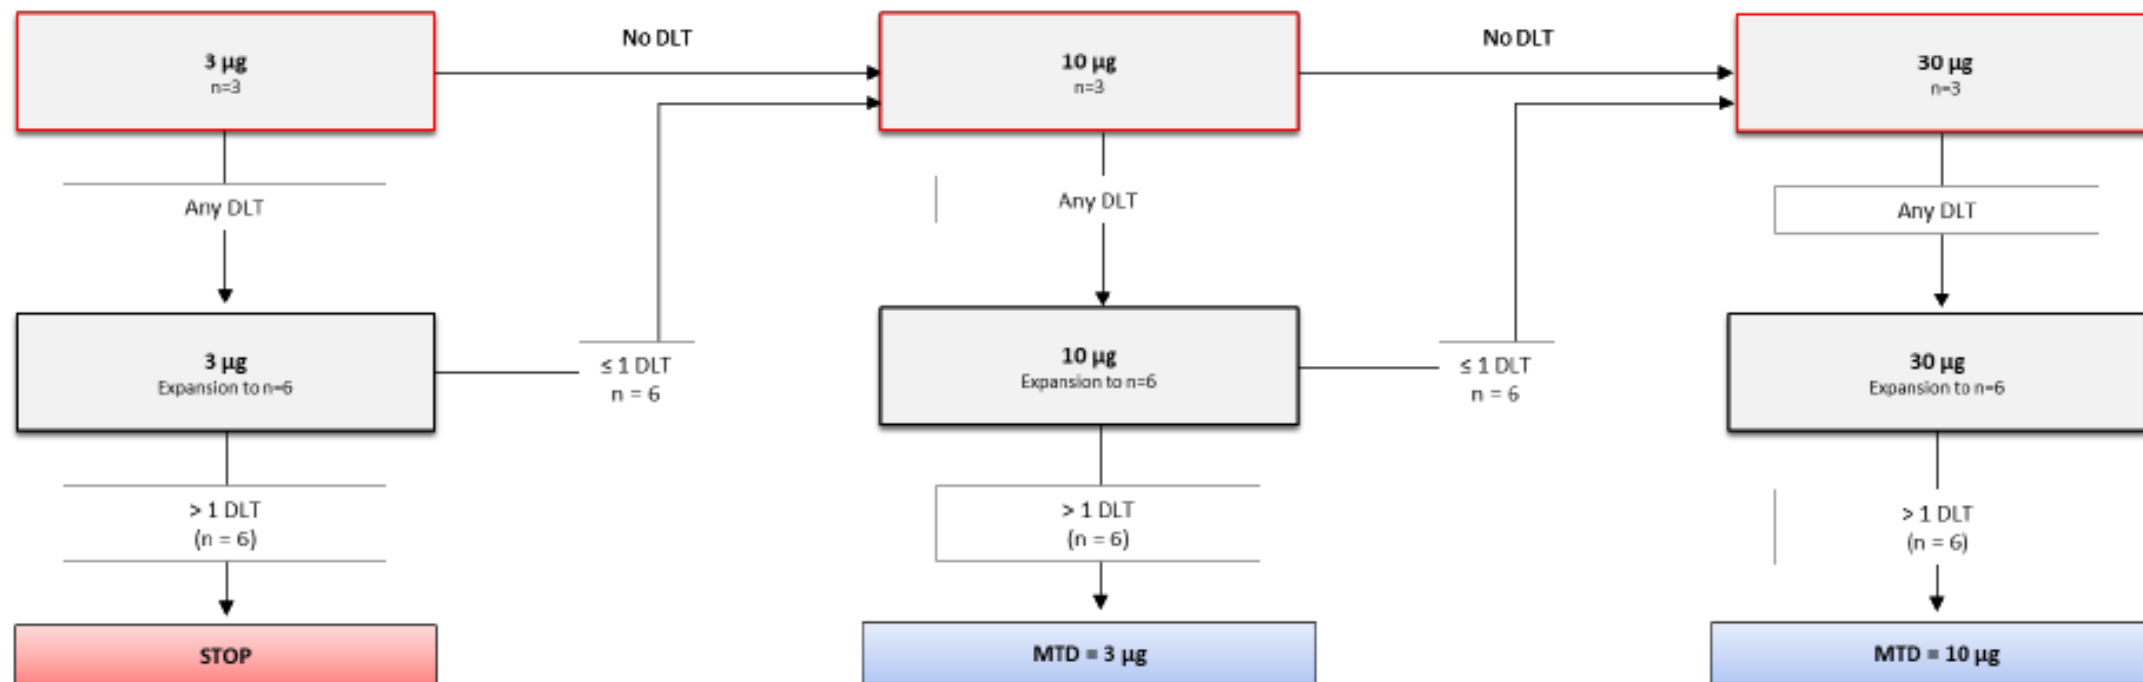 3 µg
n=3
No DLT
10 µg
n=3
No DLT
30 µg
n=3
Any DLT
Any DLT
Any DLT
3 µg
Expansion to n=6
≤ 1 DLT
n = 6
10 µg
Expansion to n=6
≤ 1 DLT
n = 6
30 µg
Expansion to n=6
> 1 DLT
(n = 6)
> 1 DLT
(n = 6)
> 1 DLT
(n = 6)
STOP
MTD = 3 µg
MTD = 10 µg